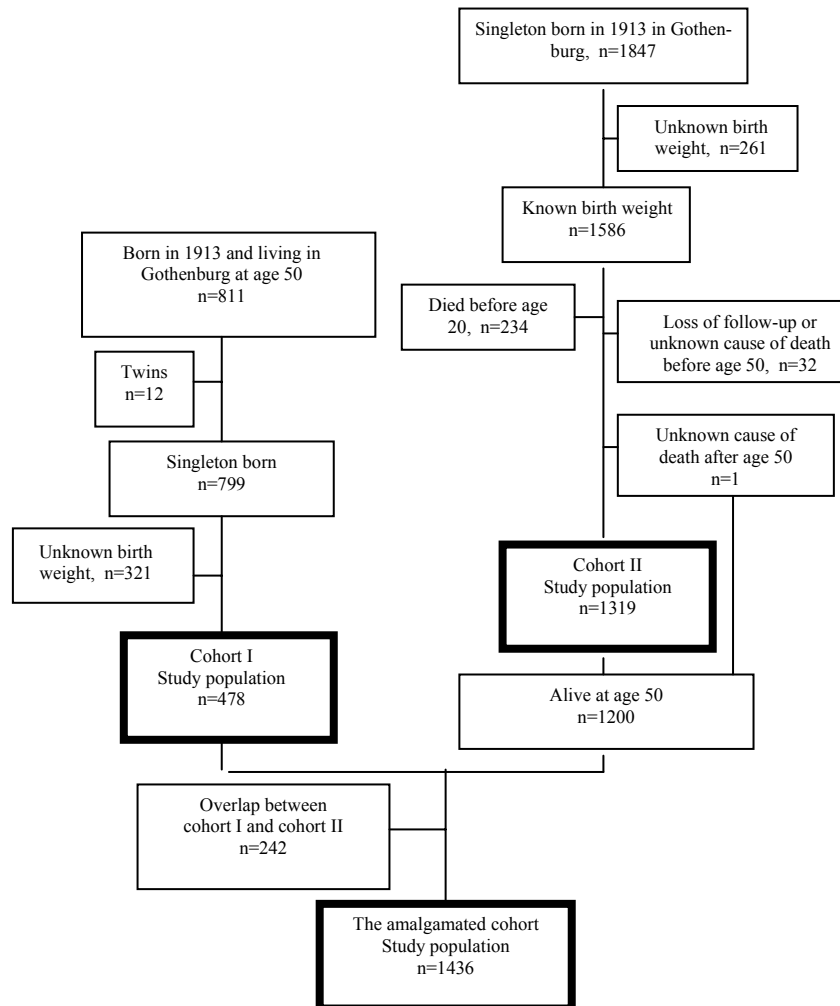 Singleton born in 1913 in Gothen-
burg,  n=1847
Unknown birth
weight,  n=261
Known birth weight
n=1586
Born in 1913 and living in
Gothenburg at age 50
n=811
Died before age
20,  n=234
Loss of follow-up or
unknown cause of death
before age 50,  n=32
Twins
n=12
Unknown cause of
death after age 50
n=1
Singleton born
n=799
Unknown birth
weight,  n=321
Cohort II
Study population
n=1319
Cohort I
Study population
n=478
Alive at age 50
n=1200
Overlap between
cohort I and cohort II
n=242
The amalgamated cohort
Study population
n=1436